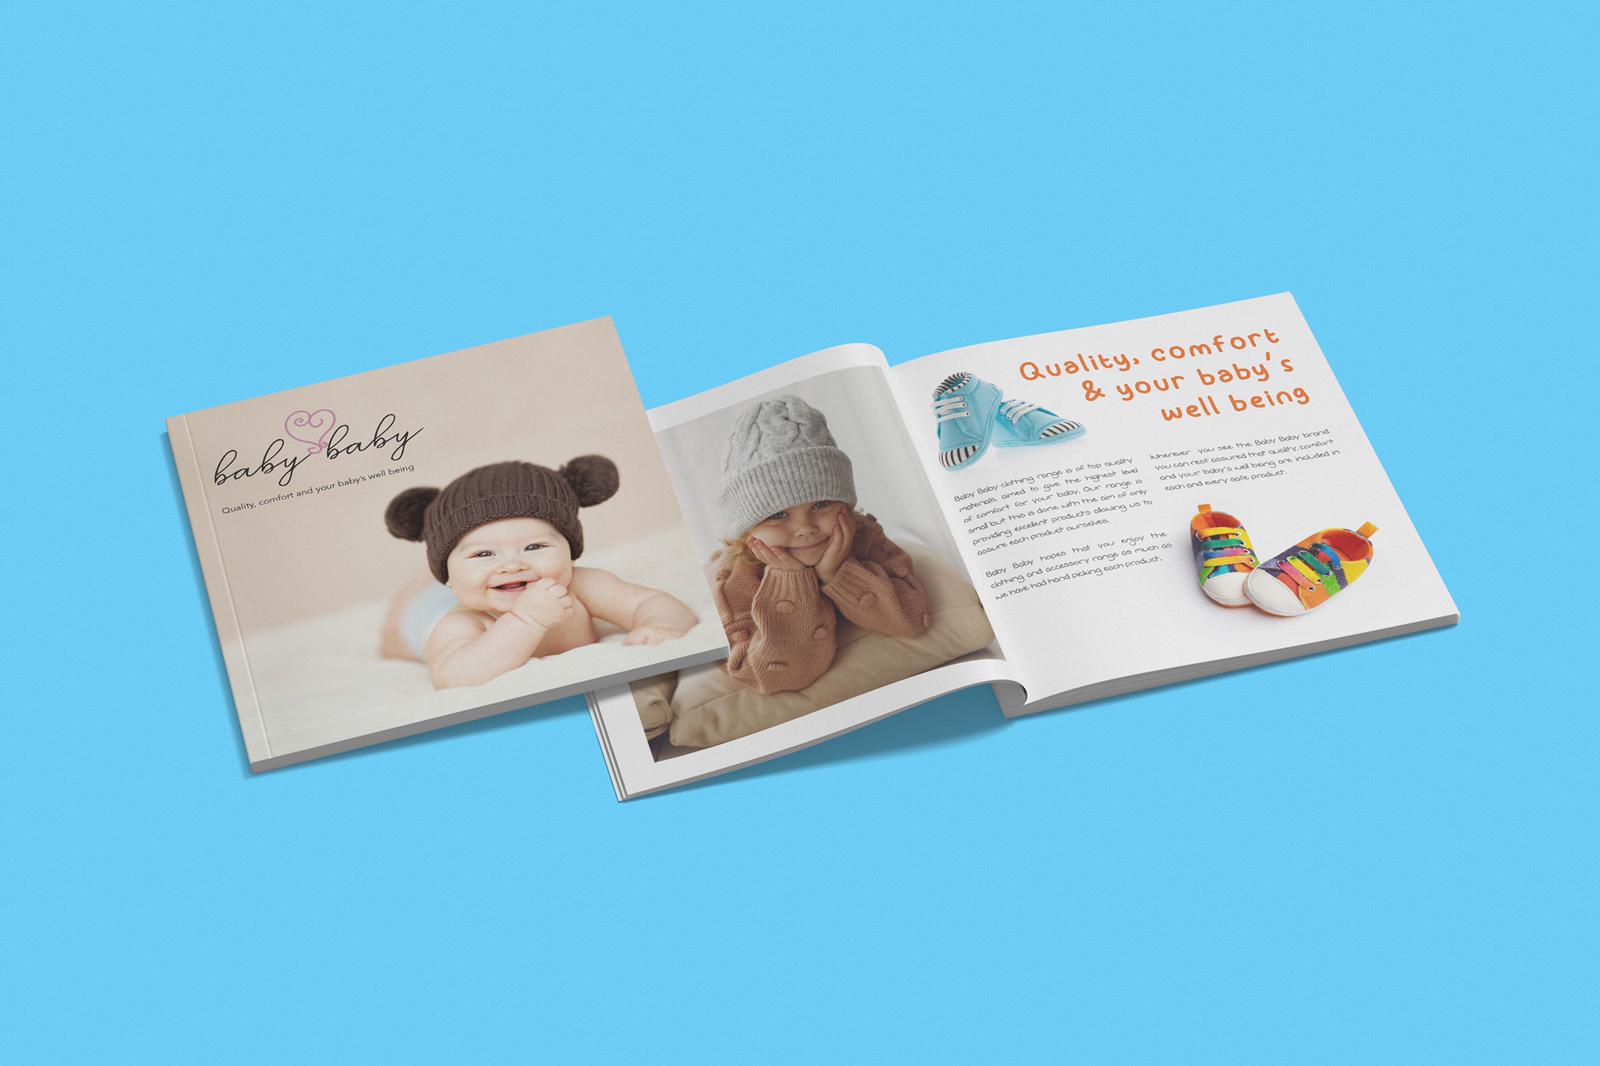 baby baby
Quality, comfort and your baby's well being
Quality, comfort
& your baby's
well being
Baby Baby clothing range is of top quality
materials, aimed to give the highest level
of comfort for your baby. Our range is
small but this is done with the aim of only
providing excellent products allowing us to
assure each product ourselves.
Baby Baby hopes that you enjoy the
clothing and accessory range as much as
we have had hand picking each product.
Wherever you see the Baby Baby brand
you can rest assured that quality, comfort
and your baby's well being are included in
each and every safe product.